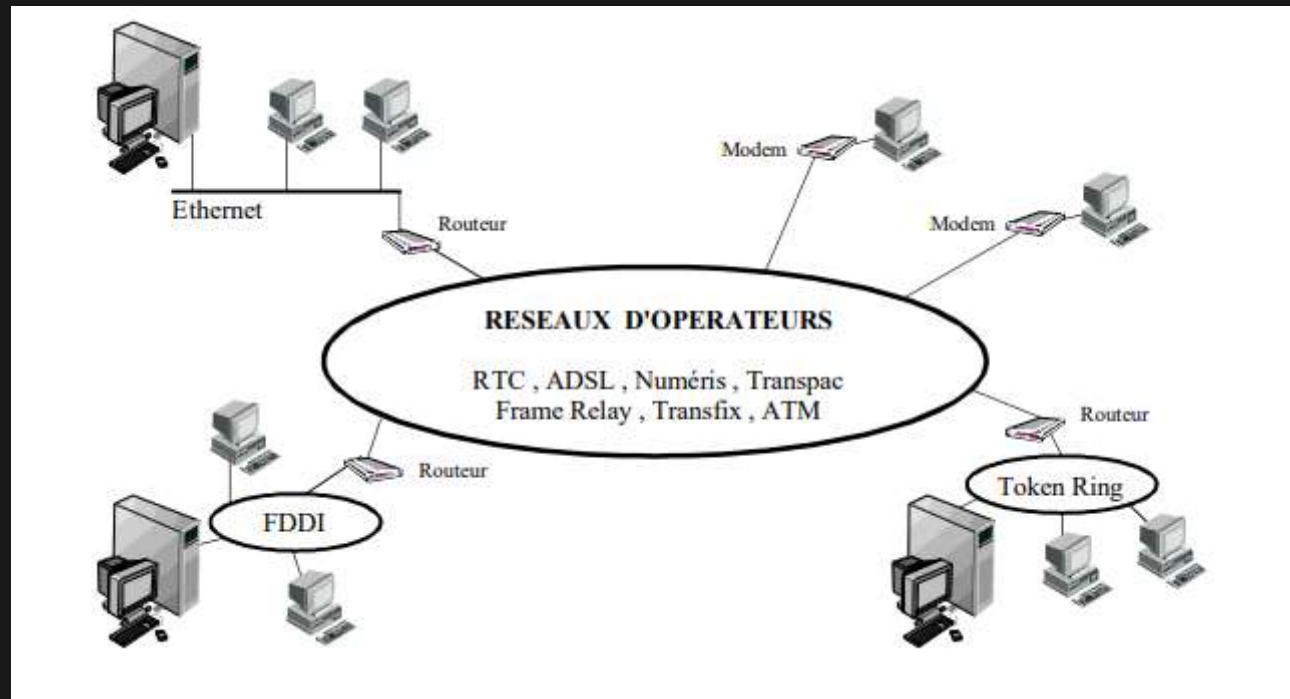 Modem
Ethernet
Routeur
Modem
RESEAUX D'OPERATEURS
RTC , ADSL , Numéris , Transpac
Frame Relay , Transfix , ATM
Routeur
Routeur
Token Ring
FDDI